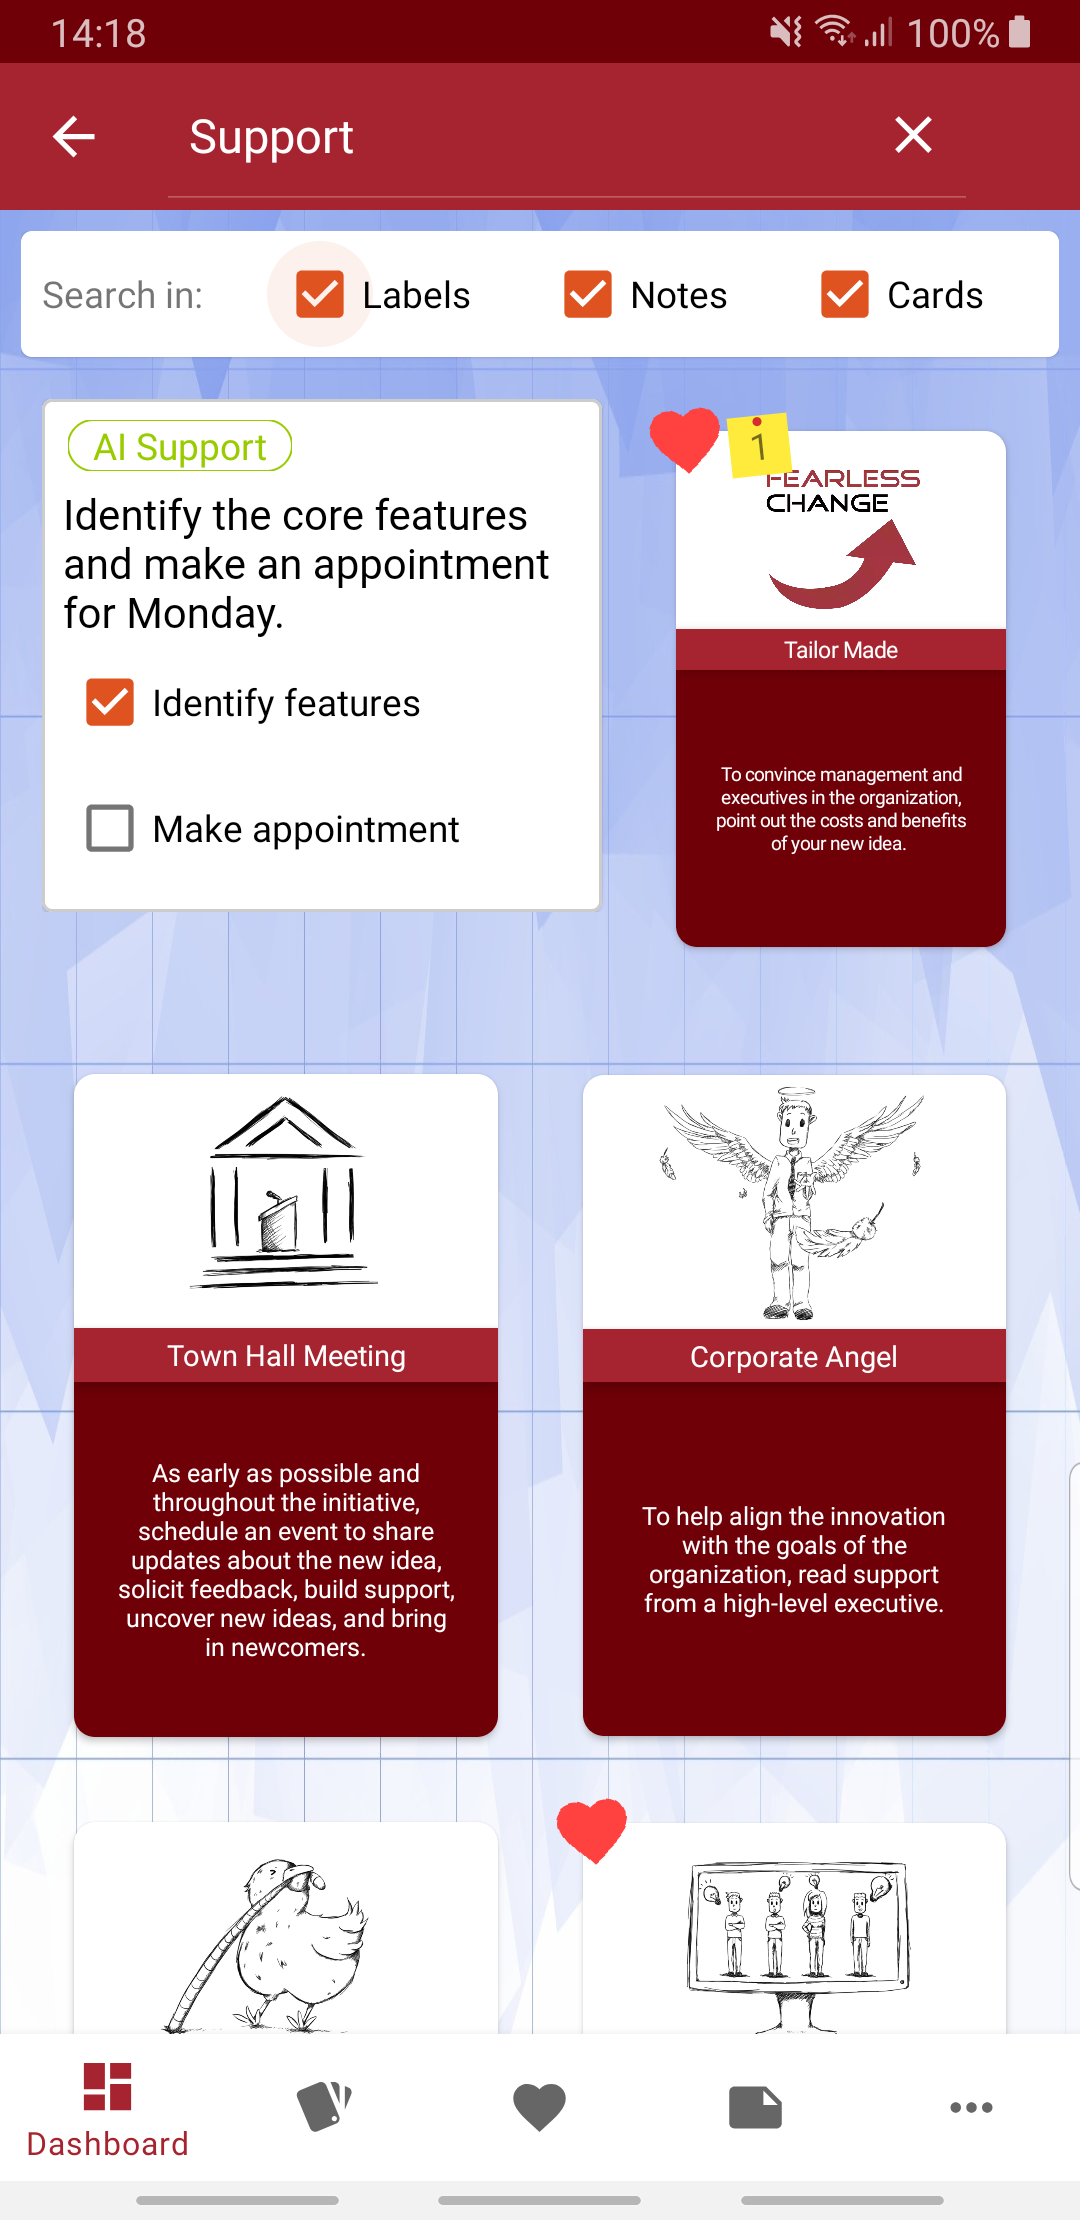 14:18
100%
Support
Search in:
Labels
Notes
Cards
AI Support
Identify the core features
and make an appointment
for Monday.
Identify features
Make appointment
1
FEARLESS
CHANGE
Tailor Made
To convince management and
executives in the organization,
point out the costs and benefits
of your new idea.
Town Hall Meeting
As early as possible and
throughout the initiative,
schedule an event to share
updates about the new idea,
solicit feedback, build support,
uncover new ideas, and bring
in newcomers.
Corporate Angel
To help align the innovation
with the goals of the
organization, read support
from a high-level executive.
Dashboard